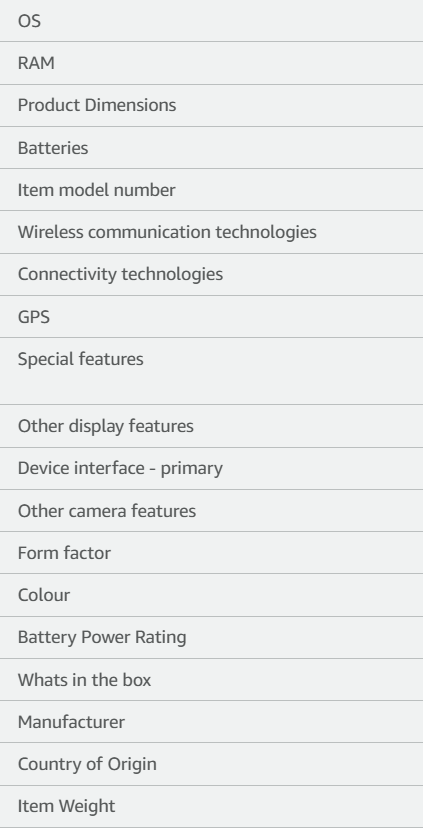 OS
RAM
Product Dimensions
Batteries
Item model number
Wireless communication technologies
Connectivity technologies
GPS
Special features
Other display features
Device interface - primary
Other camera features
Form factor
Colour
Battery Power Rating
Whats in the box
Manufacturer
Country of Origin
Item Weight